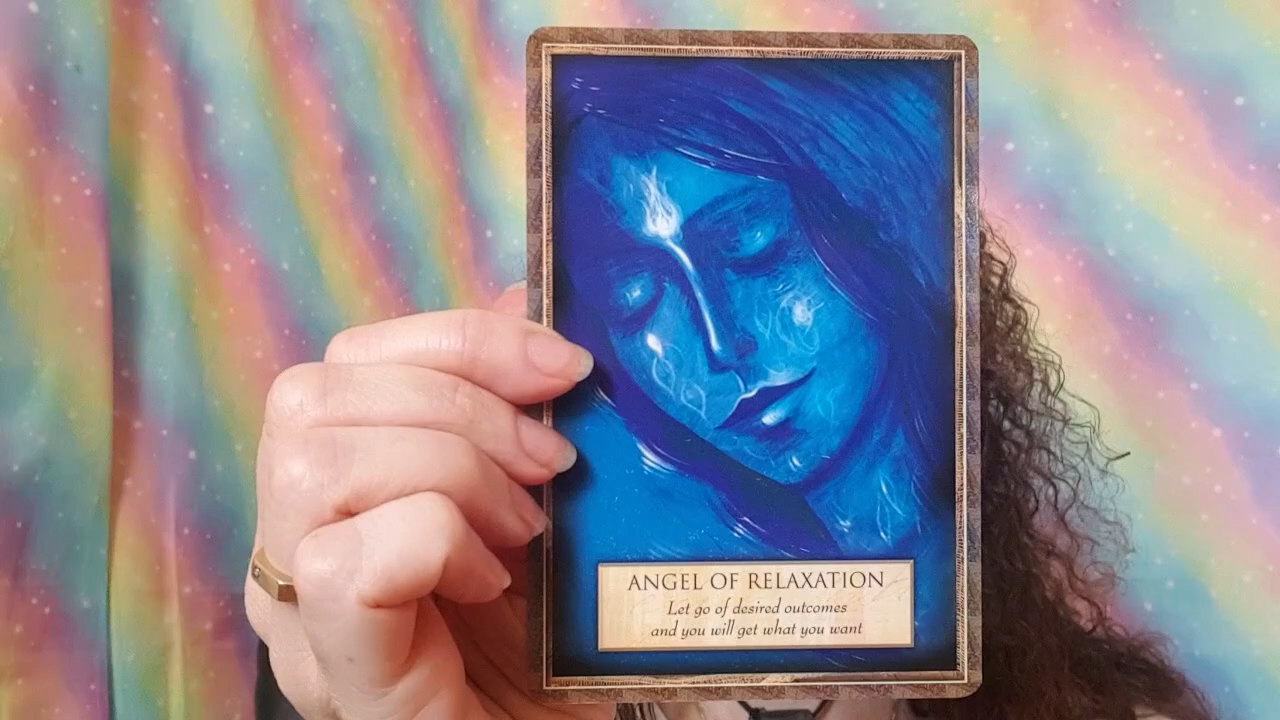 ANGEL OF RELAXATION
Let go of desired outcomes
and you will get what you want